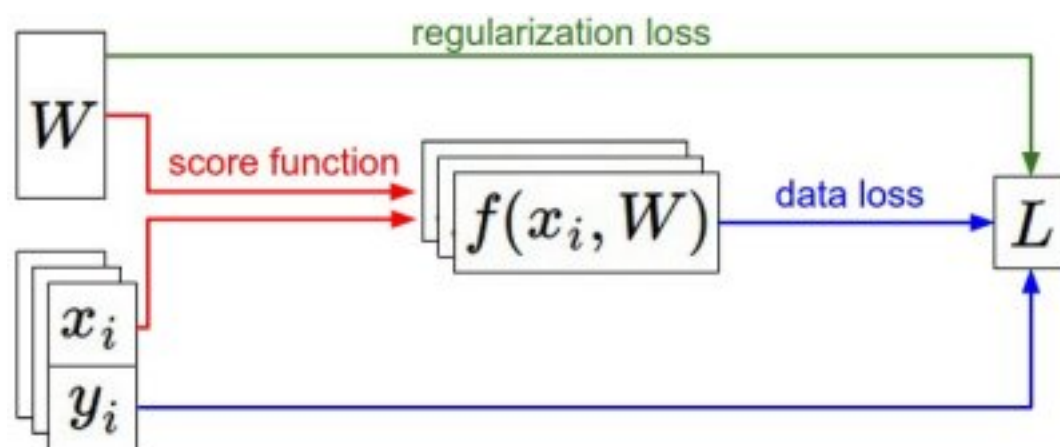 regularization loss
W
score function
f(x_i, W)
data loss
L
x_i
y_i